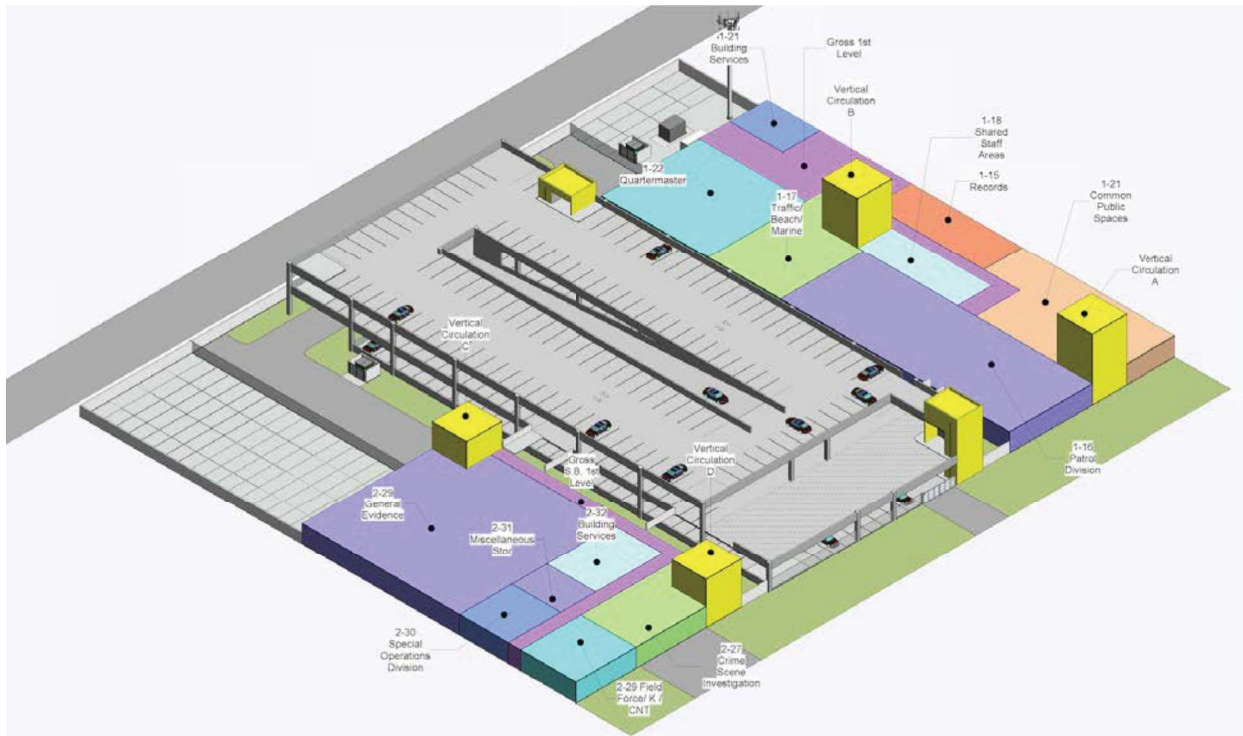 1-21
Building
Services
Gross 1st
Level
Vertical
Circulation
B
1-18
Shared
Staff
Areas
1-15
Records
1-21
Common
Public
Spaces
1-22
Quartermaster
1-17
Traffic/
Beach/
Marine
Vertical
Circulation
A
Vertical
Circulation
C
Gross
S.B. 1st
Level
Vertical
Circulation
D
1-16
Patrol
Division
2-29
General
Evidence
2-31
Miscellaneous
Stor
2-32
Building
Services
2-30
Special
Operations
Division
2-27
Crime
Scene
Investigation
2-29 Field
Force/ K /
CNT